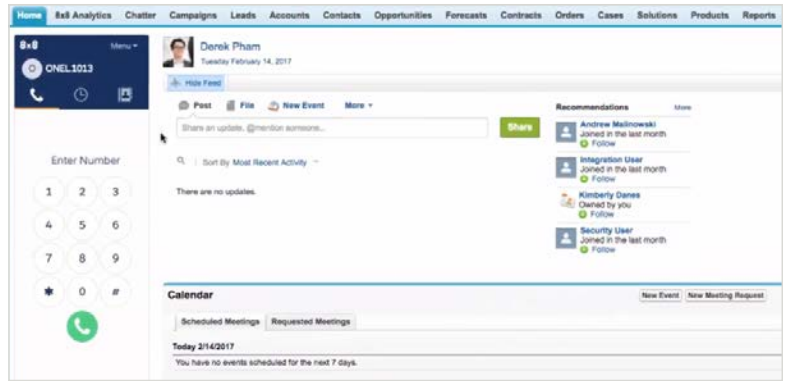 Home 8x8 Analytics Chatter Campaigns Leads Accounts Contacts Opportunities Forecasts Contracts Orders Cases Solutions Products Reports
8x8 Menu
O ONEL1013
Enter Number
1 2 3
4 5 6
7 8 9
* 0 #
Derek Pham
Tuesday February 14, 2017
Hide Feed
Post File New Event More
Share an update, @mention someone...
Share
Sort By Most Recent Activity
There are no updates.
Recommendations More
Andrew Malinowski
Joined in the last month
Follow
Integration User
Joined in the last month
Follow
Kimberly Danes
Owned by you
Follow
Security User
Joined in the last month
Follow
Calendar
New Event New Meeting Request
Scheduled Meetings Requested Meetings
Today 2/14/2017
You have no events scheduled for the next 7 days.